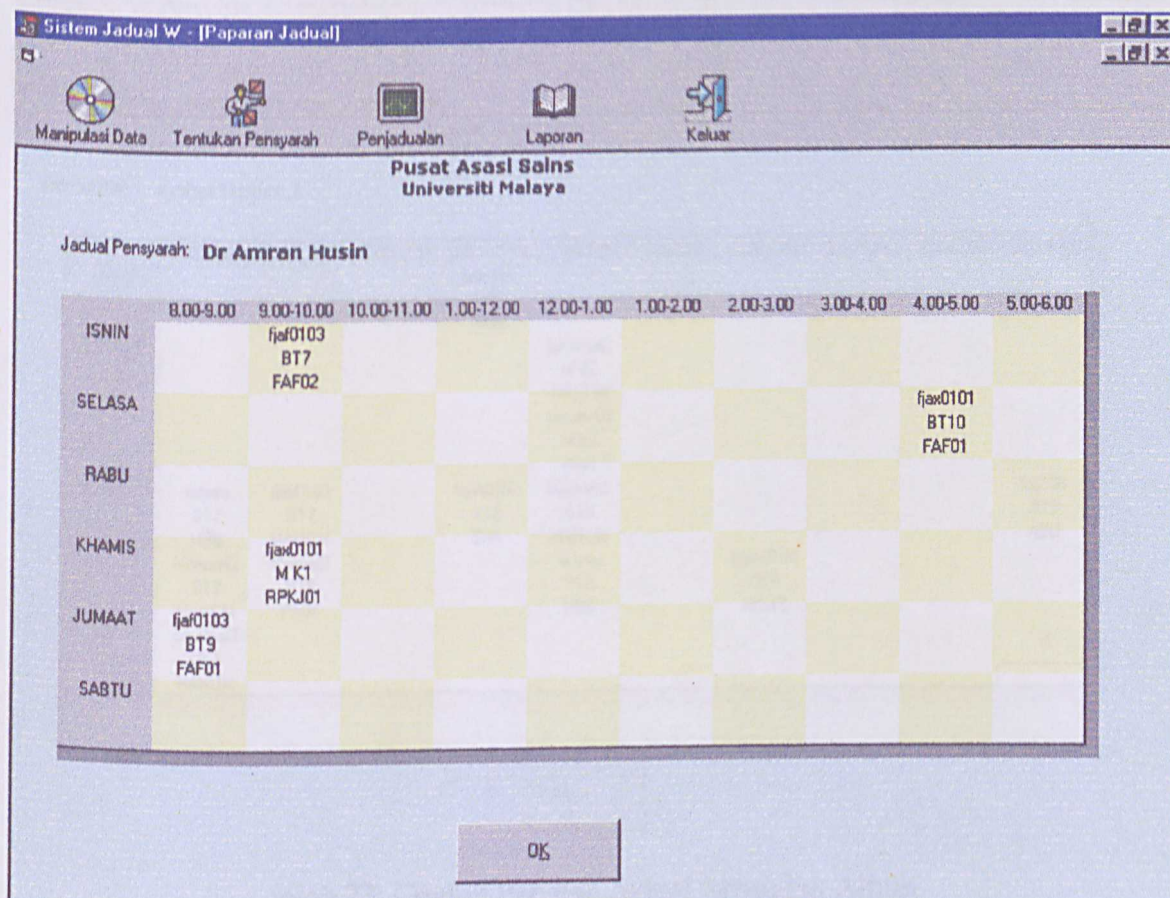 Sistem Jadual W - [Paparan Jadual]
Manipulasi Data Tentukan Pensyarah Penjadualan Laporan Keluar
Pusat Asasi Sains
Universiti Malaya
Jadual Pensyarah: Dr Amran Husin
8.00-9.00 9.00-10.00 10.00-11.00 1.00-12.00 12.00-1.00 1.00-2.00 2.00-3.00 3.00-4.00 4.00-5.00 5.00-6.00
ISNIN
fjaf0103
BT7
FAF02
SELASA
fjax0101
BT10
FAF01
RABU
KHAMIS
fjax0101
M K1
RPKJ01
JUMAAT
fjaf0103
BT9
FAF01
SABTU
OK